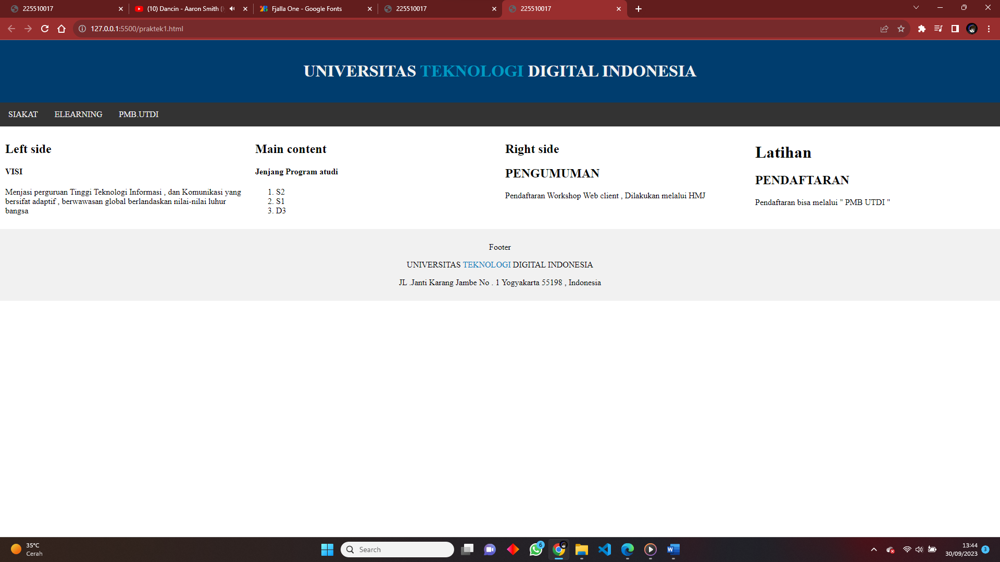 225510017
(10) Dancin - Aaron Smith (
Fjalla One - Google Fonts
225510017
225510017
127.0.0.1:5500/praktek1.html
UNIVERSITAS TEKNOLOGI DIGITAL INDONESIA
SIAKAT ELEARNING PMB.UTDI
Left side
VISI
Menjasi perguruan Tinggi Teknologi Informasi , dan Komunikasi yang
bersifat adaptif , berwawasan global berlandaskan nilai-nilai luhur
bangsa
Main content
Jenjang Program atudi
1. S2
2. S1
3. D3
Right side
PENGUMUMAN
Pendaftaran Workshop Web client , Dilakukan melalui HMJ
Latihan
PENDAFTARAN
Pendaftaran bisa melalui " PMB UTDI "
Footer
UNIVERSITAS TEKNOLOGI DIGITAL INDONESIA
JL .Janti Karang Jambe No . 1 Yogyakarta 55198 , Indonesia
35°C
Cerah
Search
6
W
13:44
30/09/2023
3